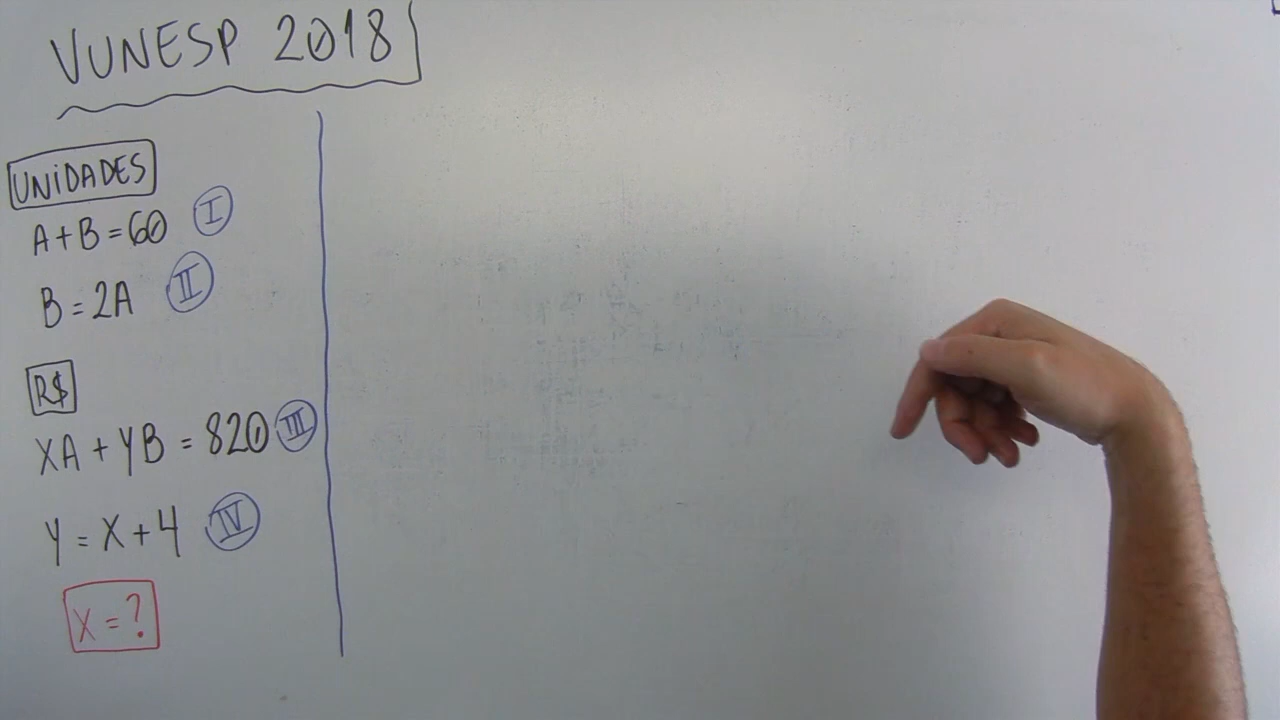 VUNESP 2018
UNIDADES
A+B=60 I
B=2A II
R$
XA+YB=820 III
Y=X+4 IV
X=?